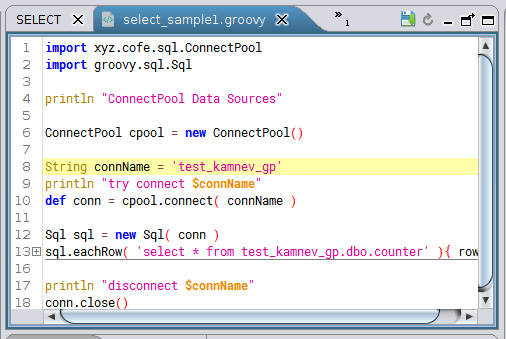 SELECT select_sample1.groovy »1
1 import xyz.cofe.sql.ConnectPool
2 import groovy.sql.Sql
3
4 println "ConnectPool Data Sources"
5
6 ConnectPool cpool = new ConnectPool()
7
8 String connName = 'test_kamnev_gp'
9 println "try connect $connName"
10 def conn = cpool.connect( connName )
11
12 Sql sql = new Sql( conn )
13 sql.eachRow( 'select * from test_kamnev_gp.dbo.counter' ){ row
16
17 println "disconnect $connName"
18 conn.close()